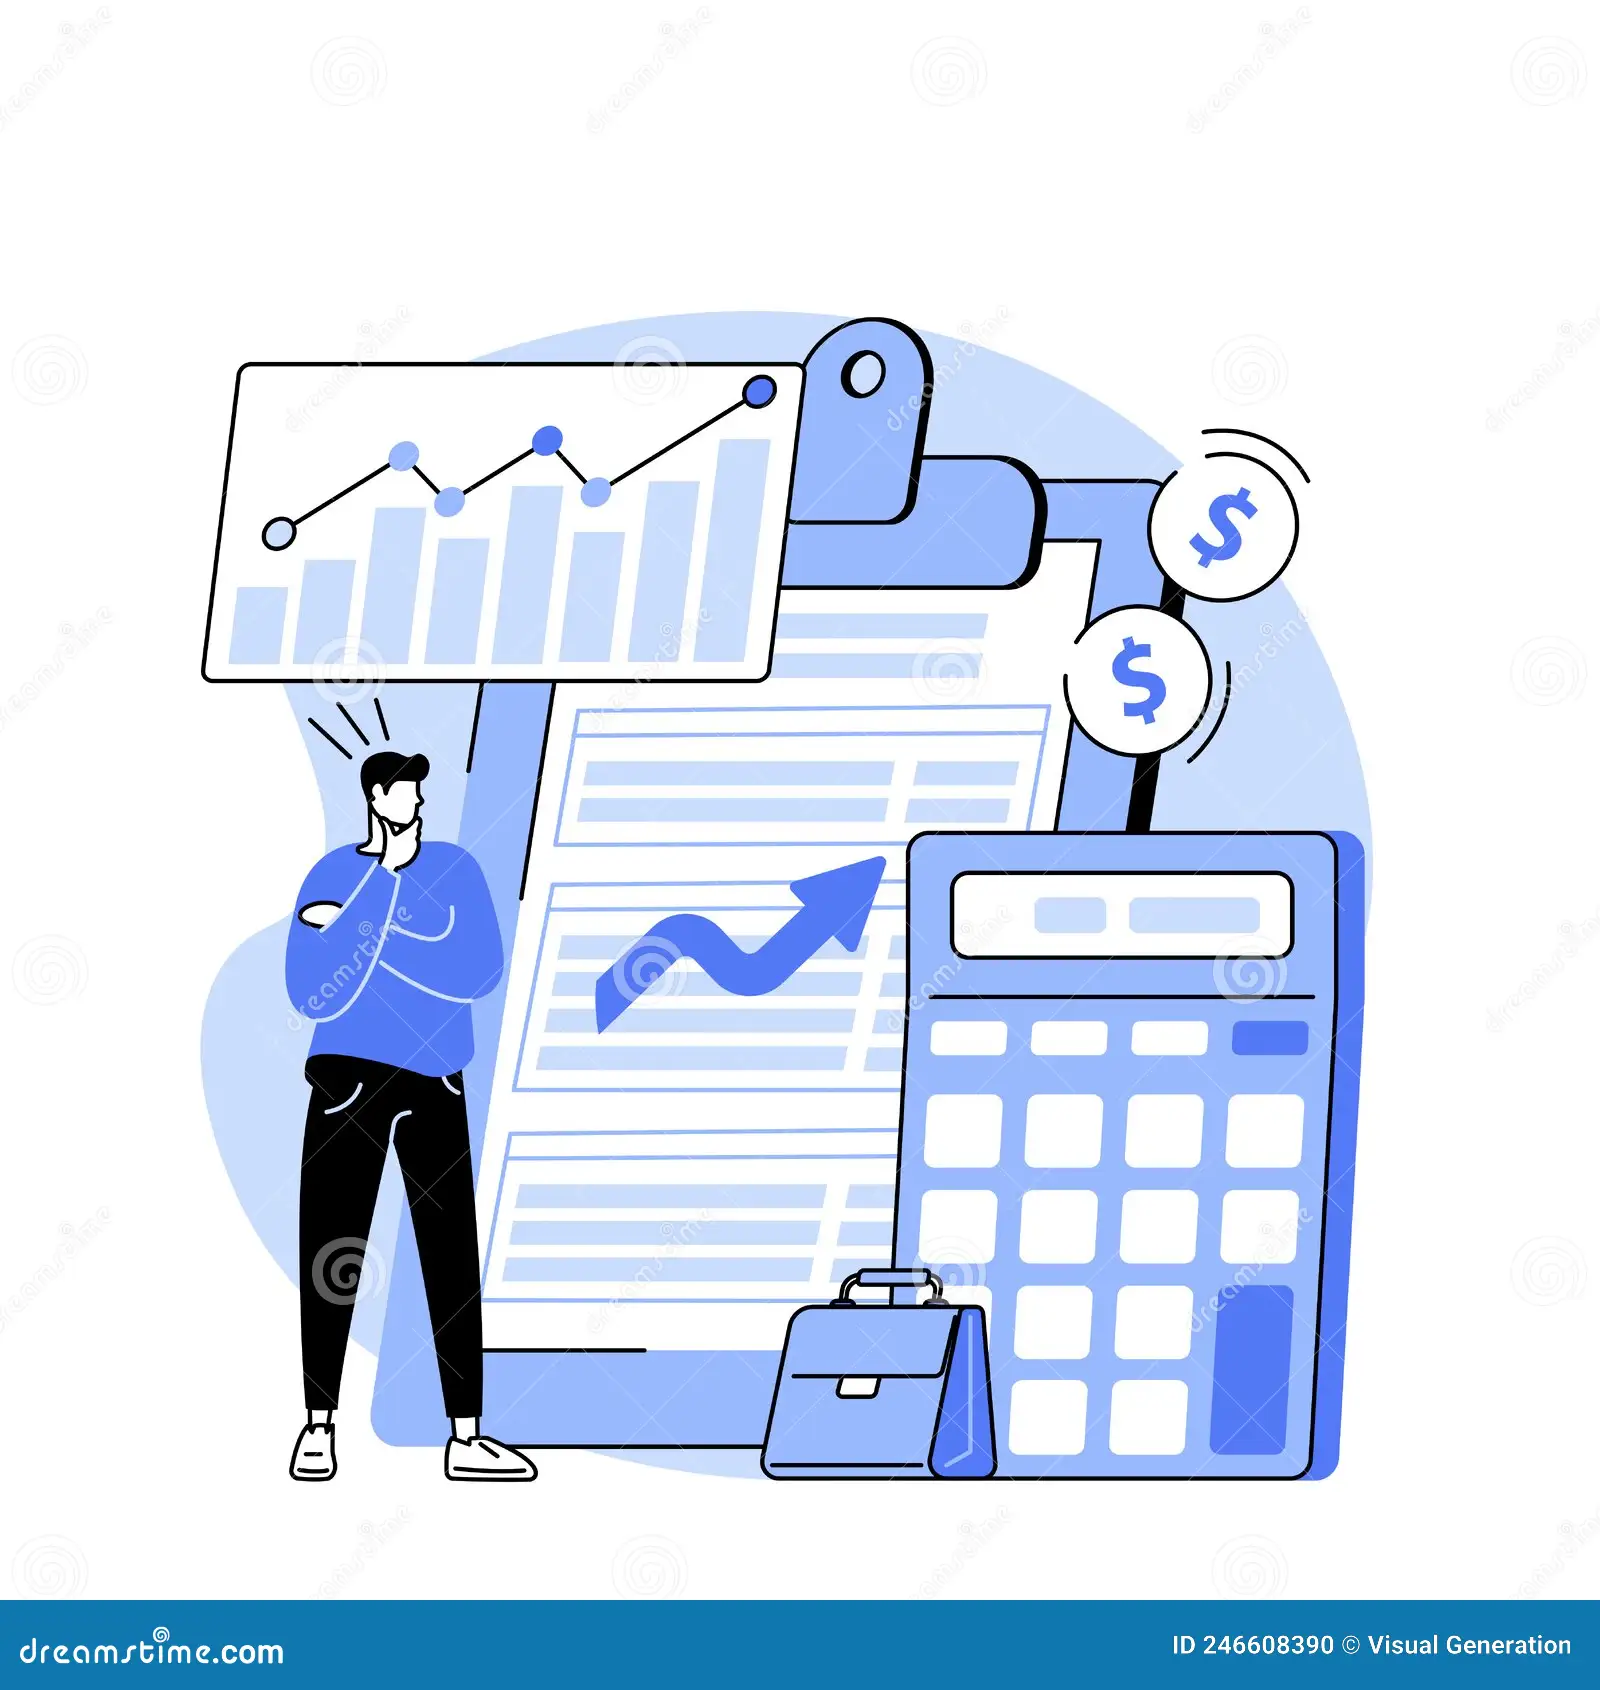 $
$
dreamstime.com
ID 246608390 © Visual Generation